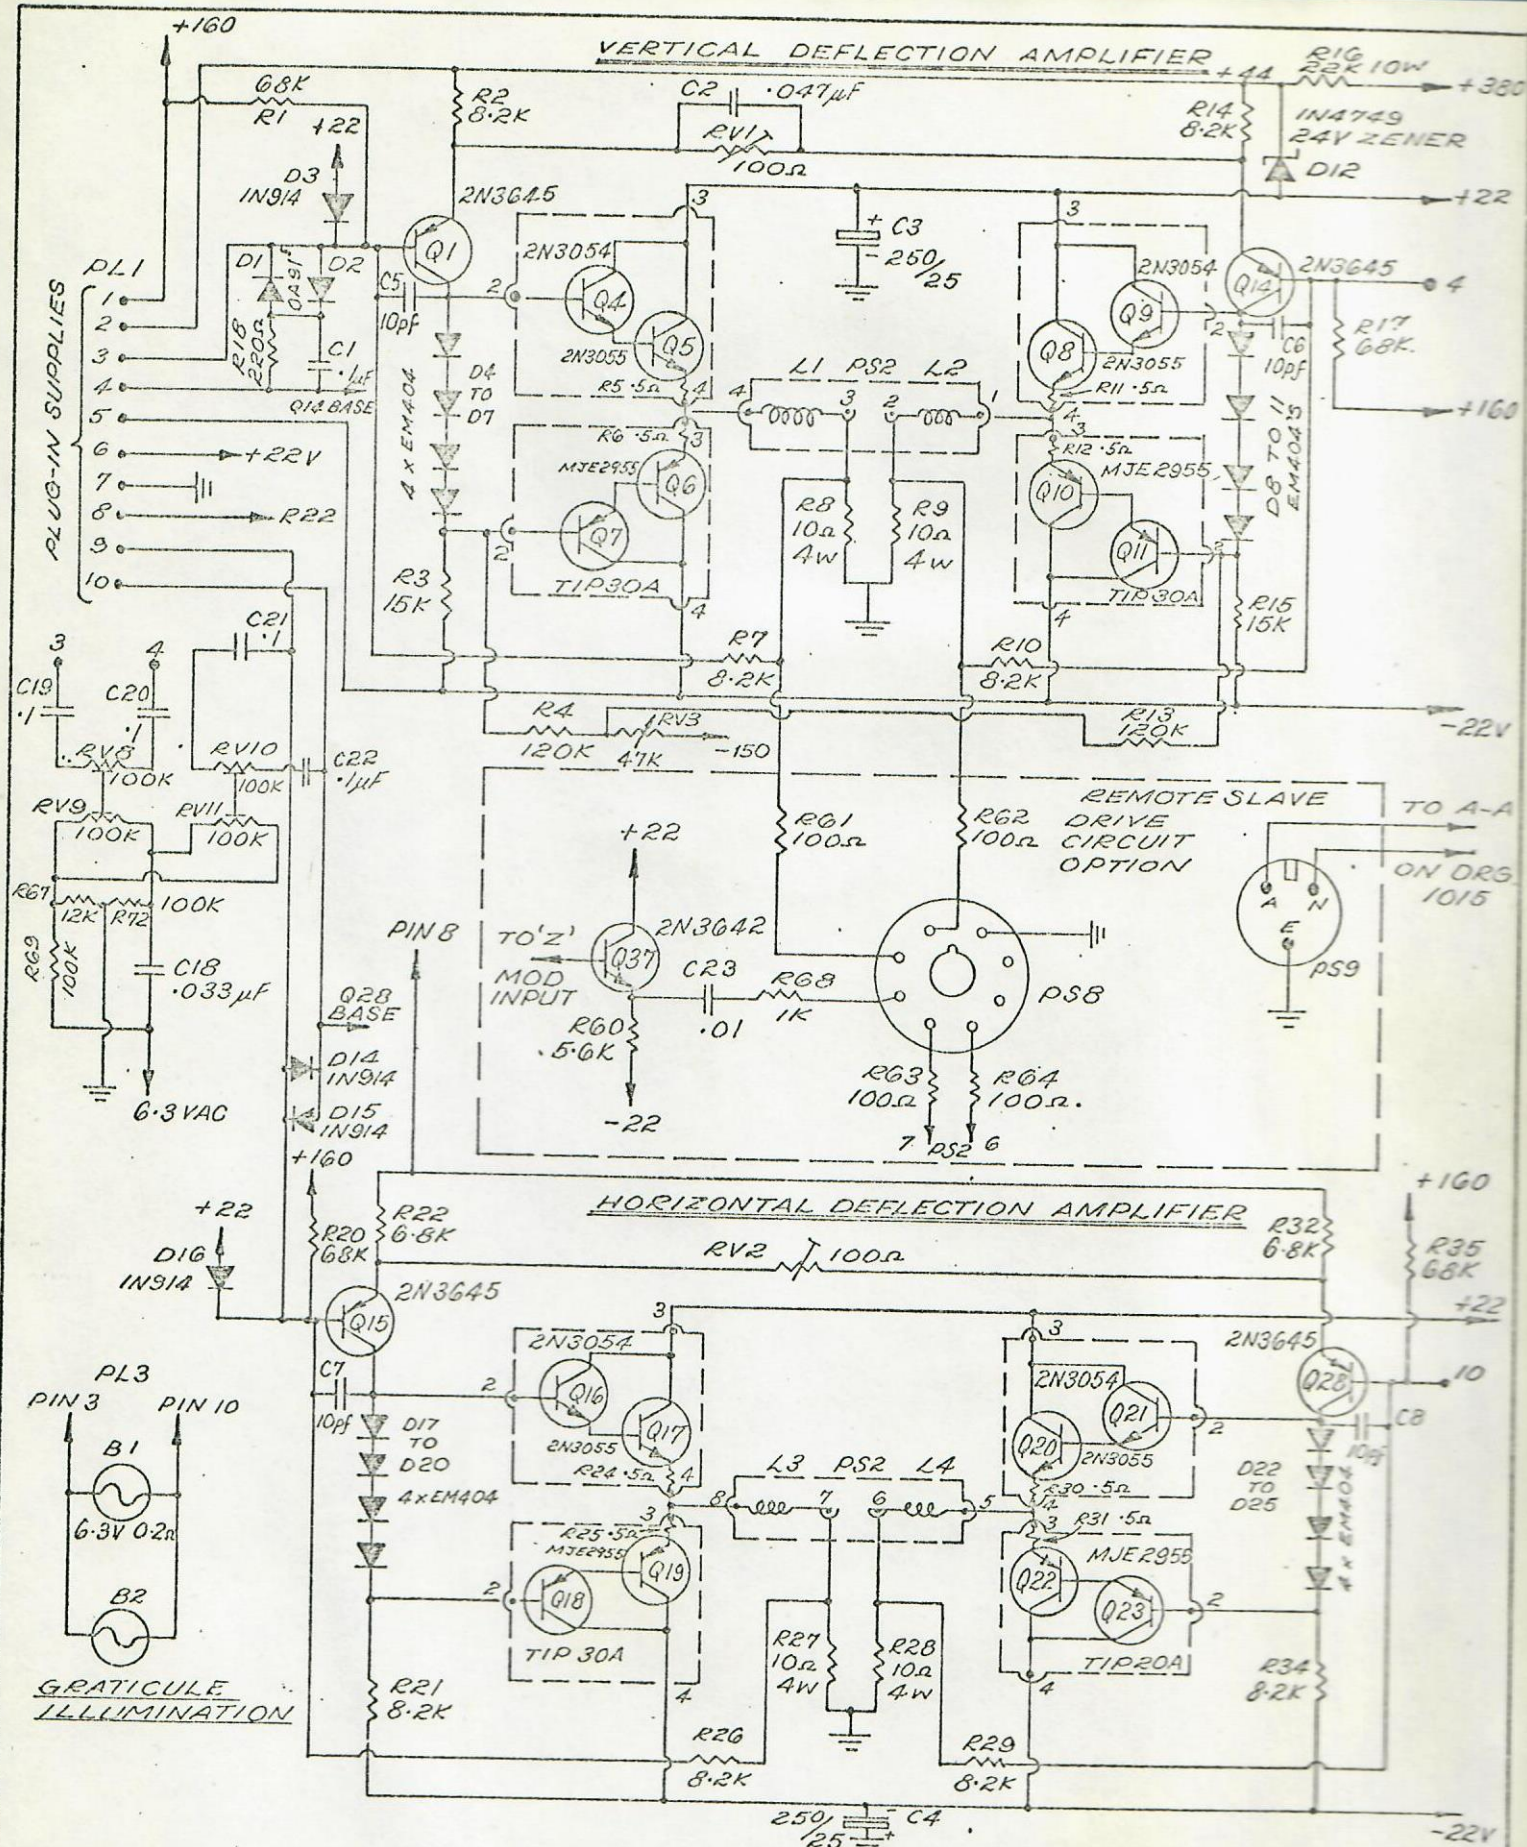 +160
VERTICAL DEFLECTION AMPLIFIER
+44
R16
22K 10W
+380
68K
R1
R2
8.2K
C2 .047µF
RV1
100Ω
R14
8.2K
IN4749
24V ZENER
D12
+22
+22
D3
IN914
2N3645
Q1
PL1
PLUG-IN SUPPLIES
1
2
3
4
5
6
7
8
9
10
+22V
R22
D1
OA91'S
D2
R18
220Ω
C1
.1µF
Q14 BASE
C5
10pf
D4
TO
D7
4 x EM404
2
2N3054
Q4
2N3055
Q5
3
R5 .5Ω
4
R6 .5Ω
3
MJE2955
Q6
Q7
2
TIP30A
4
+ C3
- 250/25
4
L1 PS2 L2
3 2
1
R8
10Ω
4W
R9
10Ω
4W
3
2N3054
Q9
Q8
2N3055
R11 .5Ω
4
3
R12 .5Ω
MJE2955
Q10
Q11
TIP30A
2
4
2N3645
Q14
4
2
C6
10pf
R17
68K.
+160
D8 TO 11
EM404'S
R15
15K
R3
15K
R7
8.2K
R10
8.2K
-22V
R4
120K
RV3
47K
-150
R13
120K
3
4
C21
.1
C19
.1
C20
.1
RV8
100K
RV10
100K
C22
.1µF
RV9
100K
RV11
100K
R67
12K
R72
100K
R69
100K
C18
.033µF
6.3 VAC
Q28
BASE
D14
IN914
D15
IN914
PIN 8
REMOTE SLAVE
DRIVE
CIRCUIT
OPTION
+22
TO 'Z'
MOD
INPUT
2N3642
Q37
C23
.01
R68
1K
R60
5.6K
-22
R61
100Ω
R62
100Ω
PS8
R63
100Ω
R64
100Ω.
7 PS2 6
TO A-A
ON DRG.
1015
A N
E
PS9
HORIZONTAL DEFLECTION AMPLIFIER
+160
+22
D16
IN914
R20
68K
R22
6.8K
RV2 100Ω
R32
6.8K
+160
R35
68K
+22
2N3645
Q15
C7
10pf
D17
TO
D20
4xEM404
2
2N3054
Q16
2N3055
Q17
3
R24 .5Ω
4
3
R25 .5Ω
MJE2955
Q19
Q18
2
TIP 30A
4
8
L3 PS2 L4
7 6
5
R27
10Ω
4W
R28
10Ω
4W
3
2N3054
Q21
Q20
2N3055
R30 .5Ω
4
3
R31 .5Ω
MJE2955
Q22
Q23
TIP20A
2
2
4
2N3645
Q28
10
C8
10pf
D22
TO
D25
4 x EM404
R34
8.2K
PL3
PIN 3
PIN 10
B1
6.3V 0.2Ω
B2
GRATICULE
ILLUMINATION
R21
8.2K
R26
8.2K
R29
8.2K
250/25
- C4
+
-22V